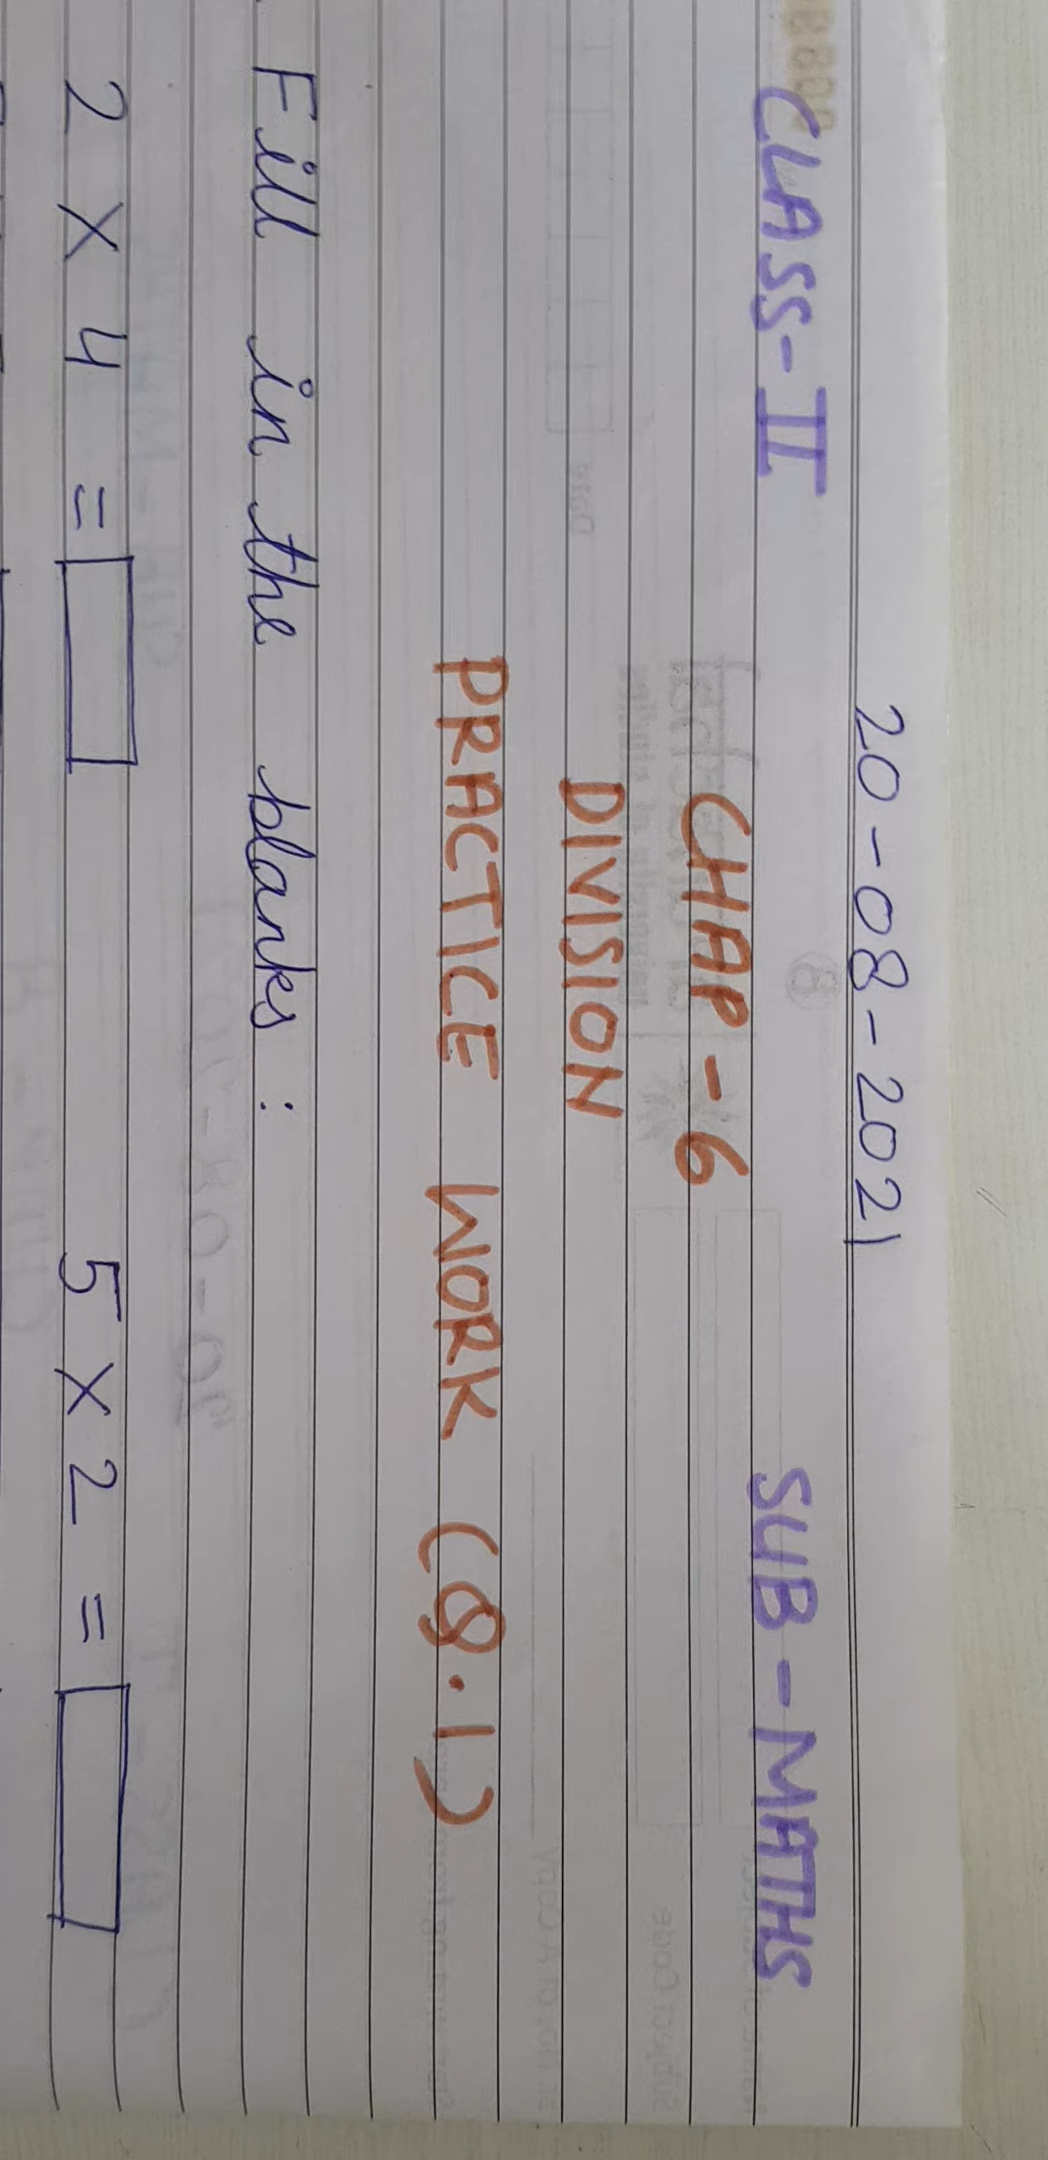 20-08-2021
CLASS-II SUB-MATHS
CHAP-6
DIVISION
PRACTICE WORK (8.1)
Fill in the blanks:
2 × 4 = 5 × 2 =